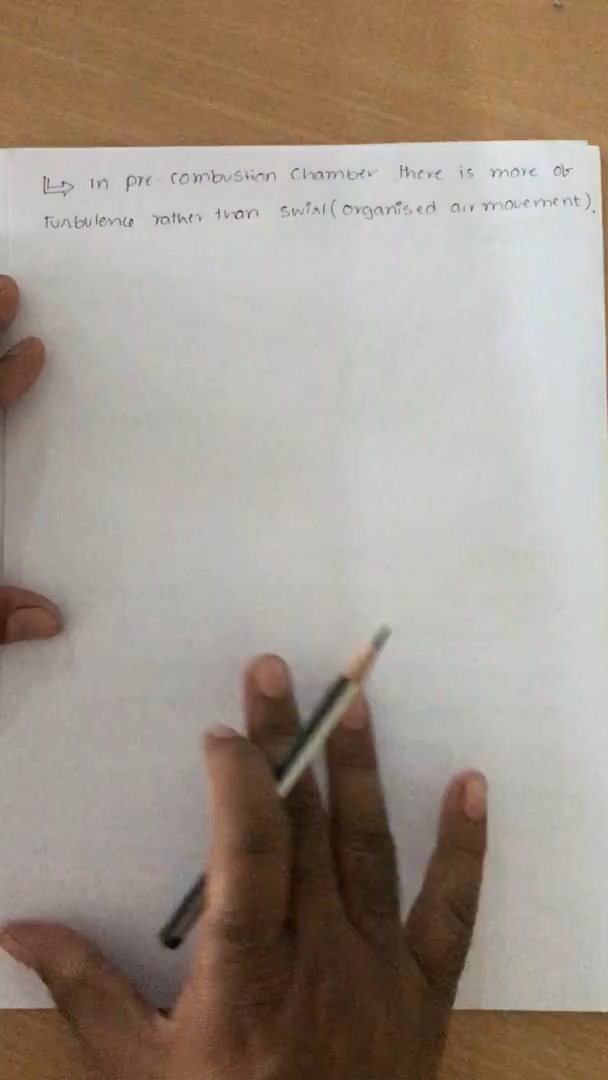 ↳ In pre combustion Chamber there is more of
Turbulence rather than swirl (organised air movement).